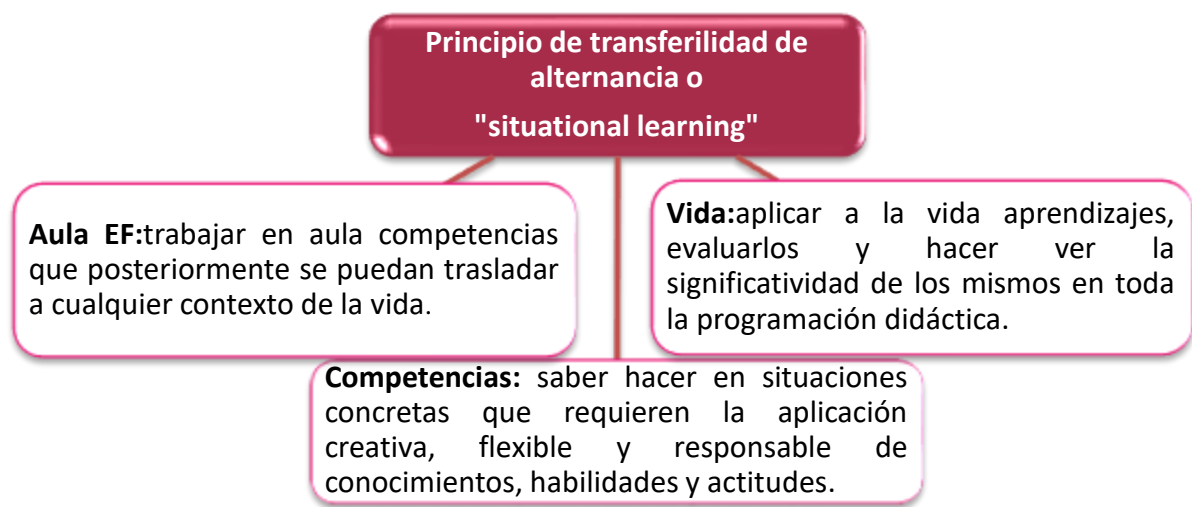 Principio de transferilidad de
alternancia o
"situational learning"
Aula EF:trabajar en aula competencias
que posteriormente se puedan trasladar
a cualquier contexto de la vida.
Vida:aplicar a la vida aprendizajes,
evaluarlos y hacer ver la
significatividad de los mismos en toda
la programación didáctica.
Competencias: saber hacer en situaciones
concretas que requieren la aplicación
creativa, flexible y responsable de
conocimientos, habilidades y actitudes.